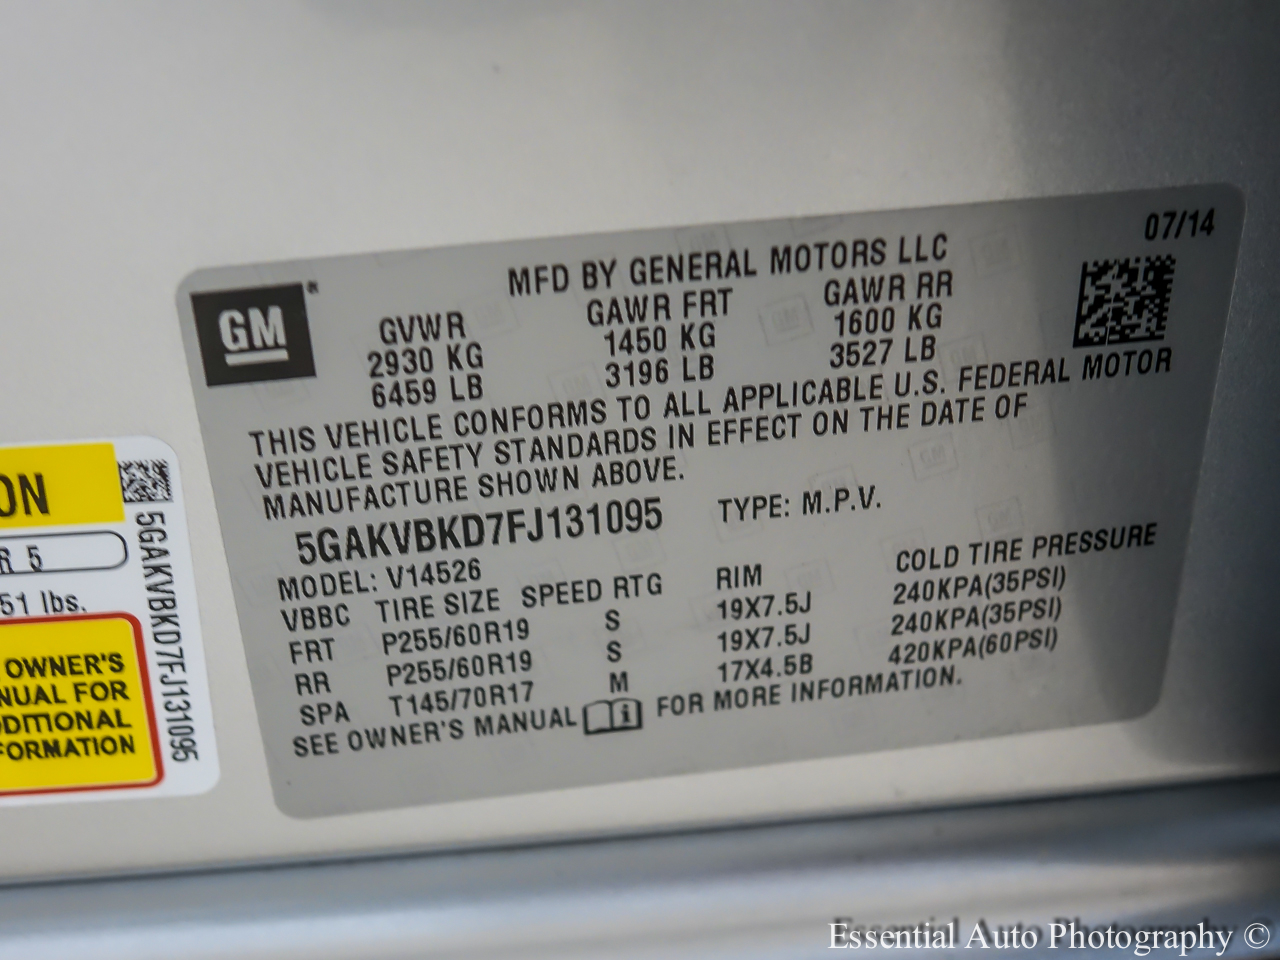 07/14
MFD BY GENERAL MOTORS LLC
GM®
GVWR GAWR FRT GAWR RR
2930 KG 1450 KG 1600 KG
6459 LB 3196 LB 3527 LB
THIS VEHICLE CONFORMS TO ALL APPLICABLE U.S. FEDERAL MOTOR
VEHICLE SAFETY STANDARDS IN EFFECT ON THE DATE OF
MANUFACTURE SHOWN ABOVE.
5GAKVBKD7FJ131095 TYPE: M.P.V.
MODEL: V14526
VBBC TIRE SIZE SPEED RTG RIM COLD TIRE PRESSURE
FRT P255/60R19 S 19X7.5J 240KPA(35PSI)
RR P255/60R19 S 19X7.5J 240KPA(35PSI)
SPA T145/70R17 M 17X4.5B 420KPA(60PSI)
SEE OWNER'S MANUAL FOR MORE INFORMATION.
ON
R 5
51 lbs.
OWNER'S
NUAL FOR
DDITIONAL
FORMATION
5GAKVBKD7FJ131095
Essential Auto Photography ©